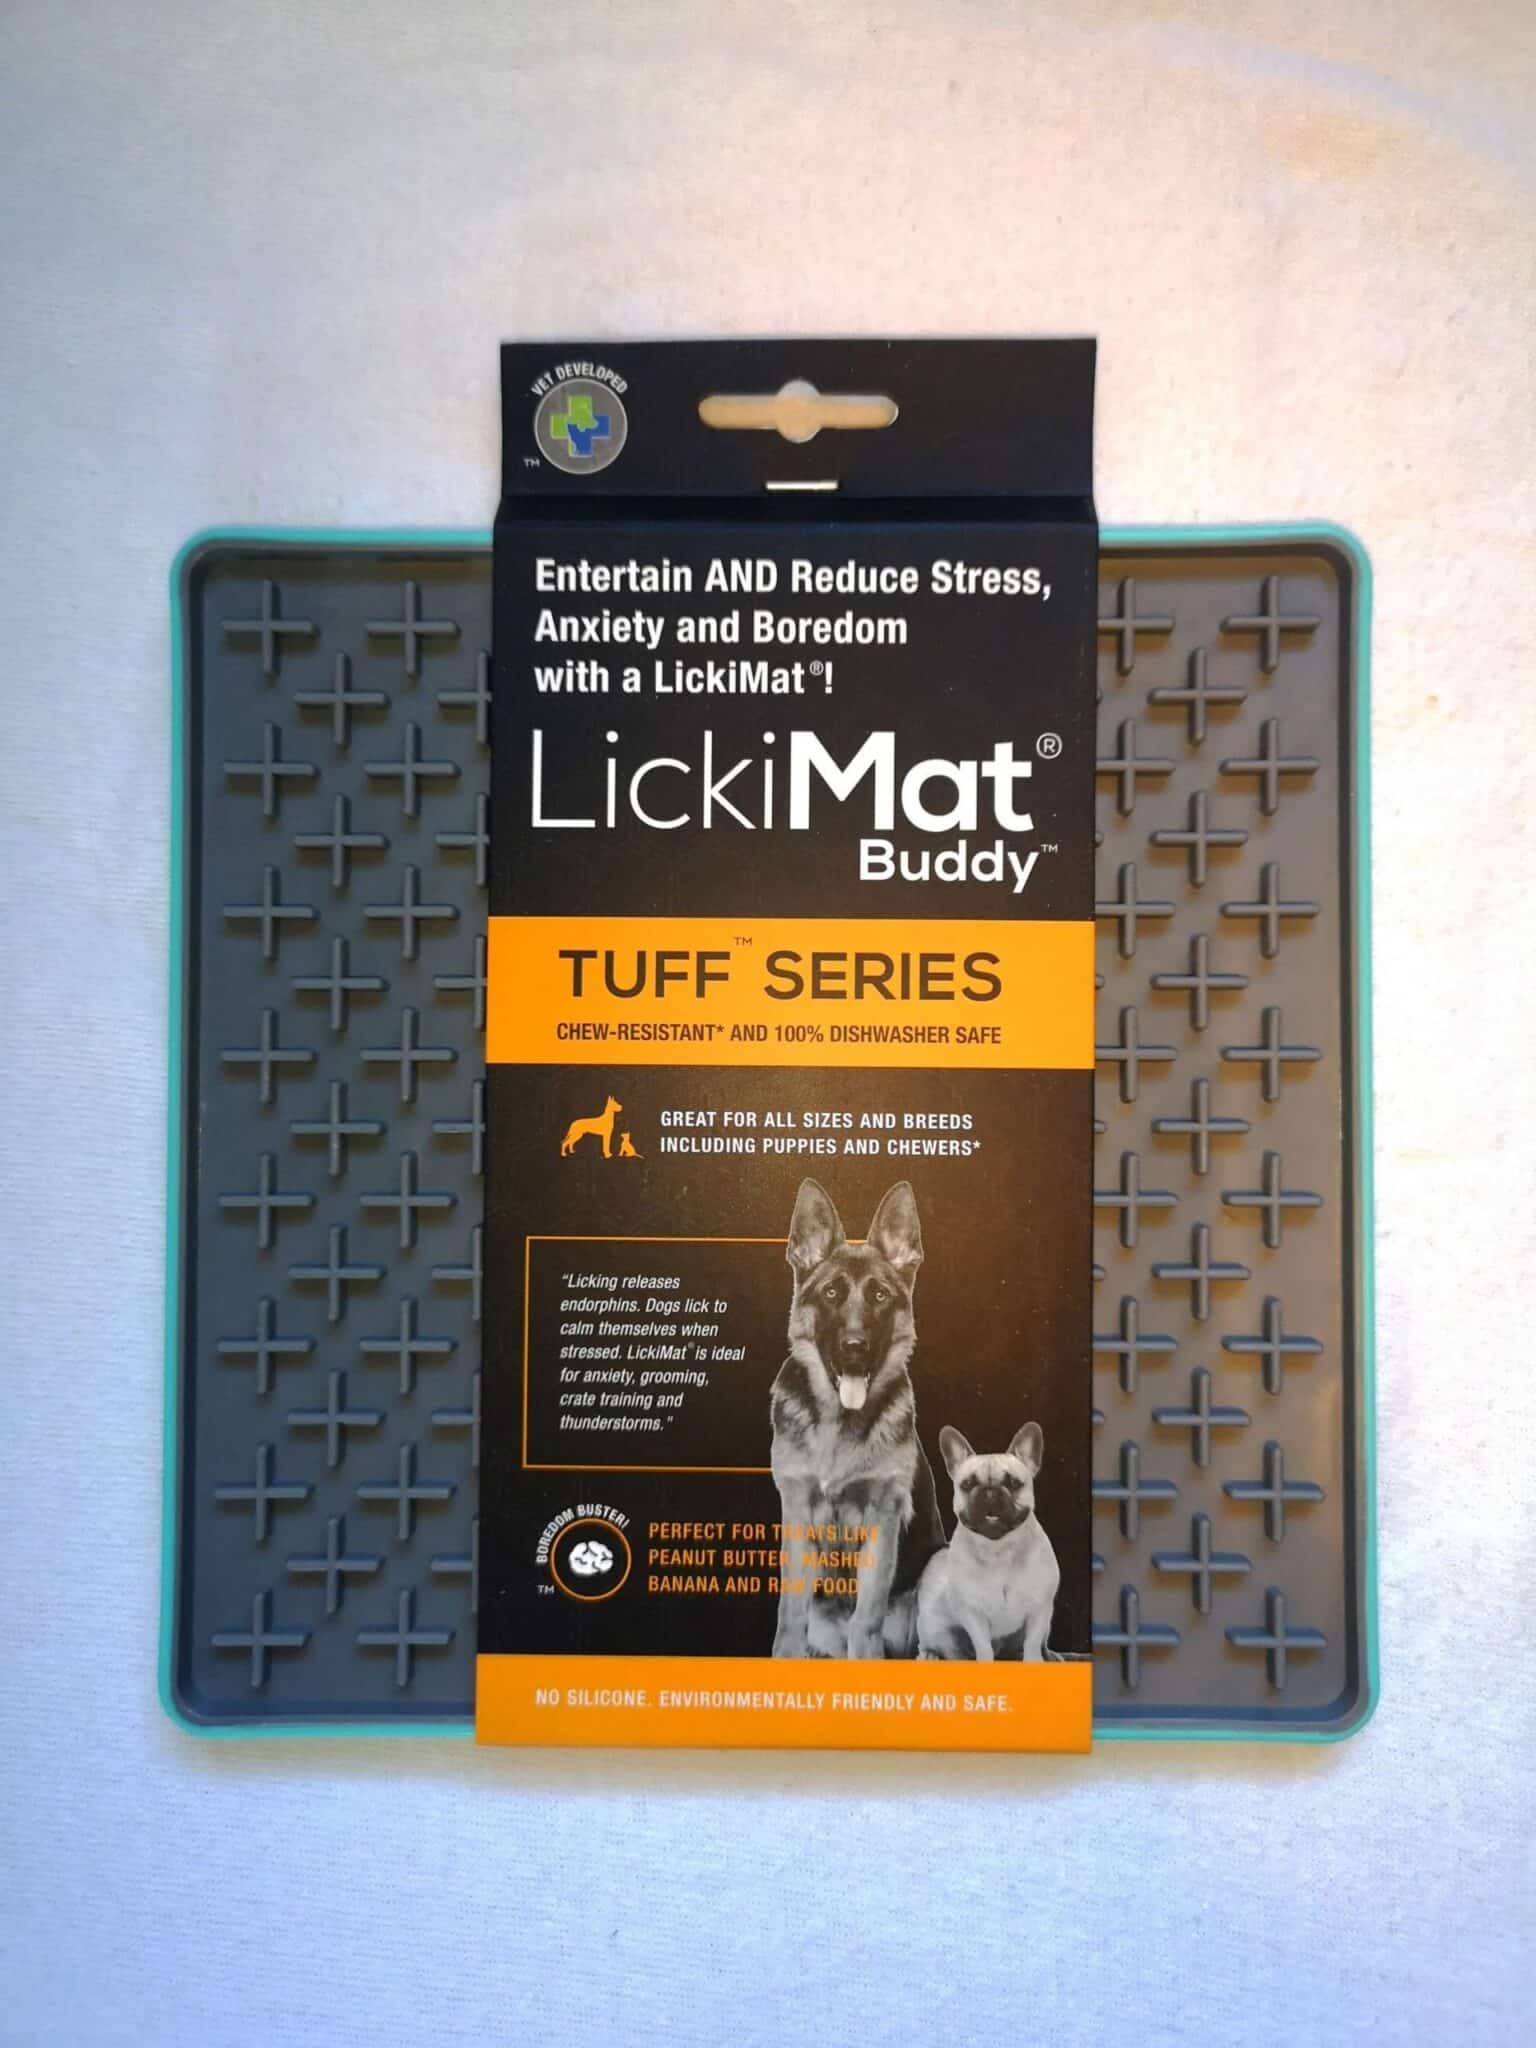 VET DEVELOPED
TM
Entertain AND Reduce Stress,
Anxiety and Boredom
with a LickiMat®!
LickiMat®
Buddy™
TUFF™ SERIES
CHEW-RESISTANT* AND 100% DISHWASHER SAFE
GREAT FOR ALL SIZES AND BREEDS
INCLUDING PUPPIES AND CHEWERS*
"Licking releases
endorphins. Dogs lick to
calm themselves when
stressed. LickiMat® is ideal
for anxiety, grooming,
crate training and
thunderstorms."
BOREDOM BUSTER!
TM
PERFECT FOR TREATS LIKE
PEANUT BUTTER, MASHED
BANANA AND RAW FOOD
NO SILICONE. ENVIRONMENTALLY FRIENDLY AND SAFE.